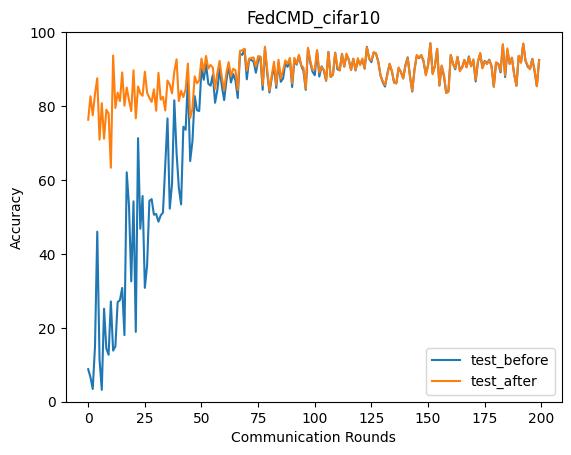 FedCMD_cifar10
100
80
60
40
20
0
Accuracy
0 25 50 75 100 125 150 175 200
Communication Rounds
test_before
test_after